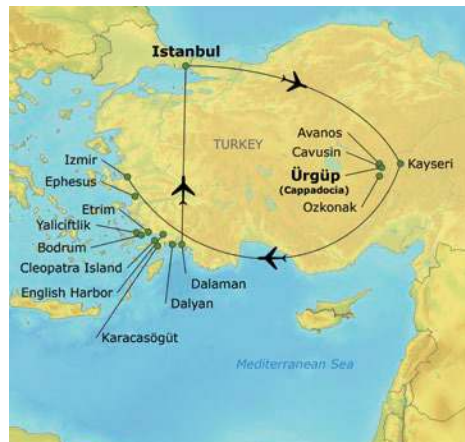 Istanbul
TURKEY
Avanos
Cavusin
Kayseri
Ürgüp
(Cappadocia)
Ozkonak
Izmir
Ephesus
Etrim
Yaliciftlik
Bodrum
Cleopatra Island
English Harbor
Dalaman
Dalyan
Karacasögüt
Mediterranean Sea